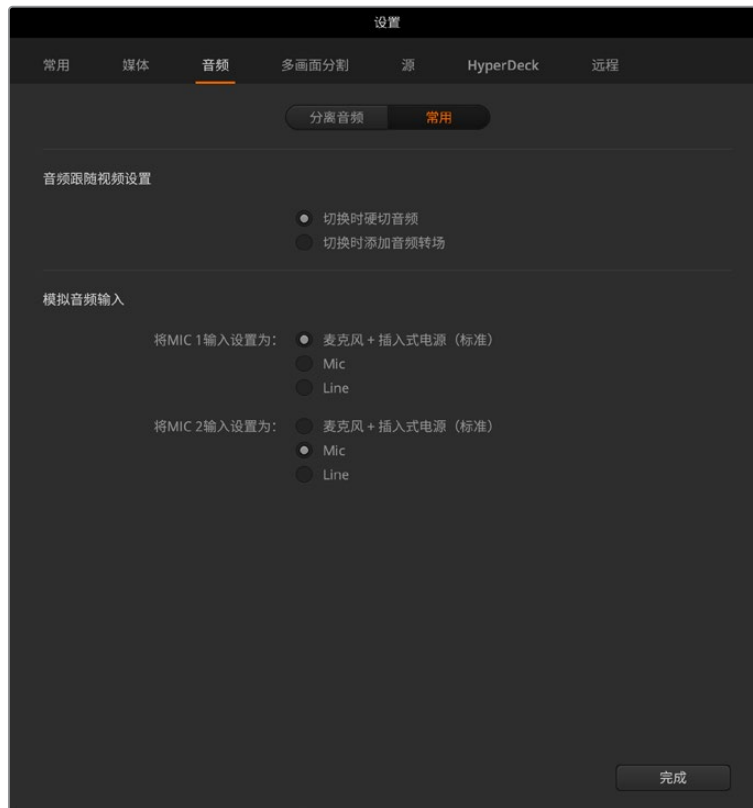 设置
常用 媒体 音频 多画面分割 源 HyperDeck 远程
分离音频 常用
音频跟随视频设置
切换时硬切音频
切换时添加音频转场
模拟音频输入
将MIC 1输入设置为: 麦克风 + 插入式电源（标准）
Mic
Line
将MIC 2输入设置为: 麦克风 + 插入式电源（标准）
Mic
Line
完成